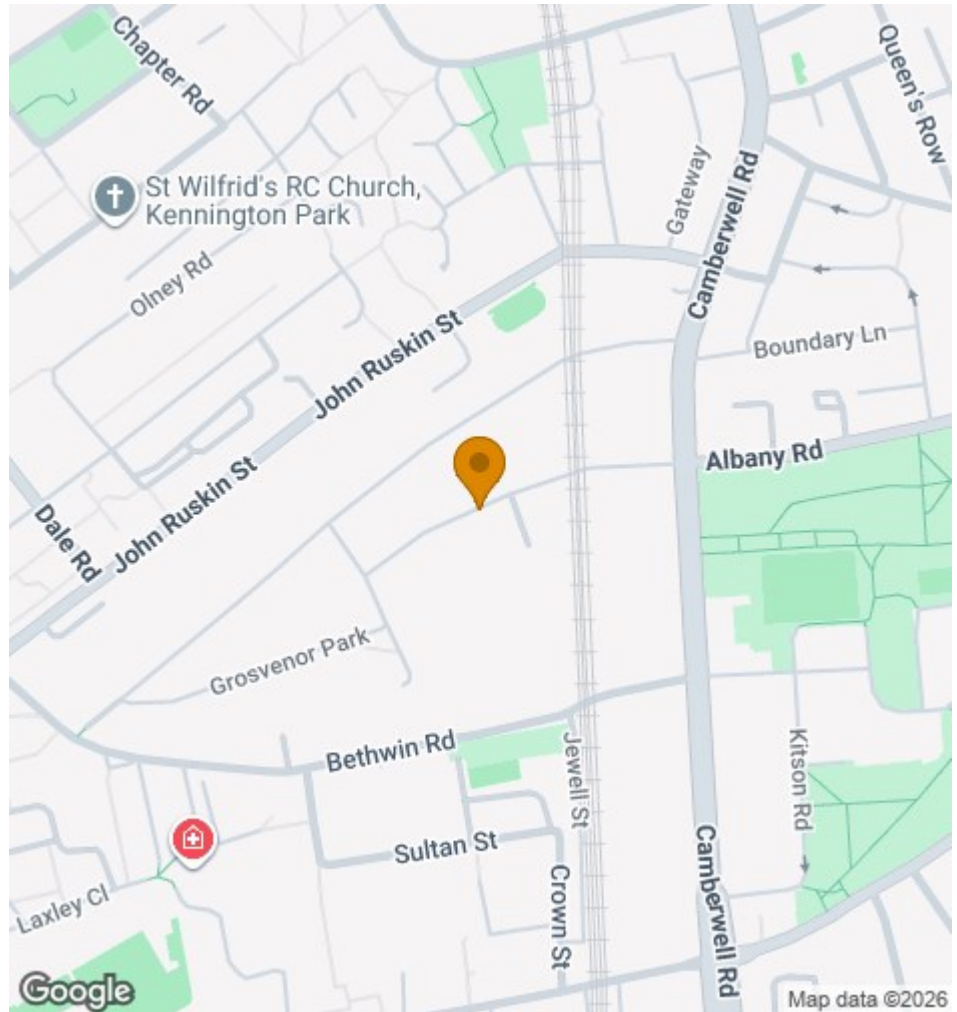 Chapter Rd
Queen's Row
St Wilfrid's RC Church,
Kennington Park
Gateway
Camberwell Rd
Olney Rd
John Ruskin St
Boundary Ln
Albany Rd
John Ruskin St
Dale Rd
Grosvenor Park
Bethwin Rd
Jewell St
Kitson Rd
Sultan St
Crown St
Camberwell Rd
Laxley Cl
Google
Map data ©2026